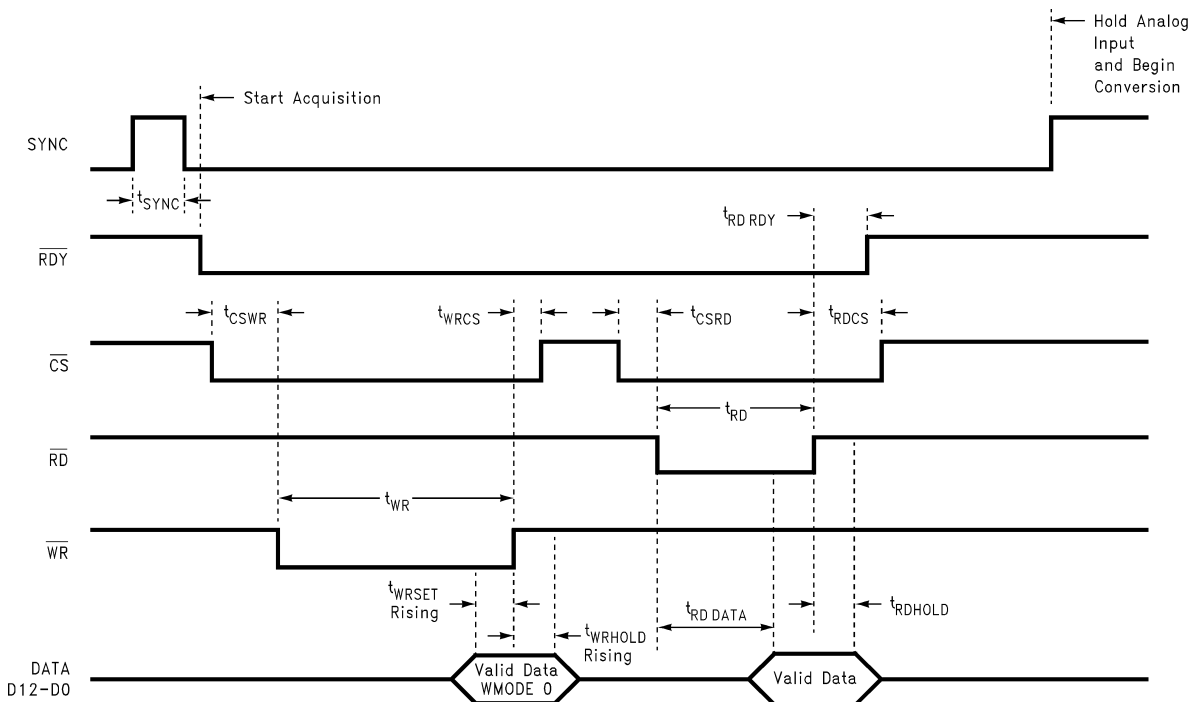 Hold Analog
Input
and Begin
Conversion
Start Acquisition
SYNC
tSYNC
tRD RDY
RDY
tCSWR
tWRCS
tCSRD
tRDCS
CS
tRD
RD
tWR
WR
tWRSET
Rising
tRD DATA
tRDHOLD
tWRHOLD
Rising
DATA
D12-D0
Valid Data
WMODE 0
Valid Data